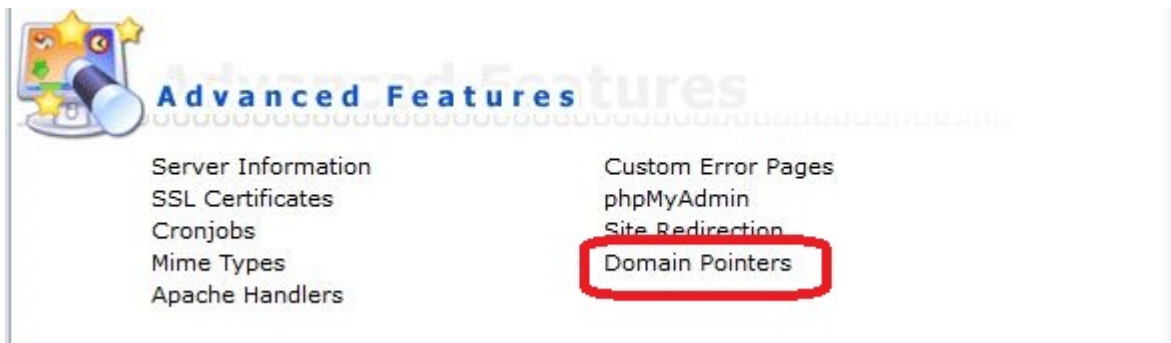 Advanced Features
Server Information
SSL Certificates
Cronjobs
Mime Types
Apache Handlers
Custom Error Pages
phpMyAdmin
Site Redirection
Domain Pointers